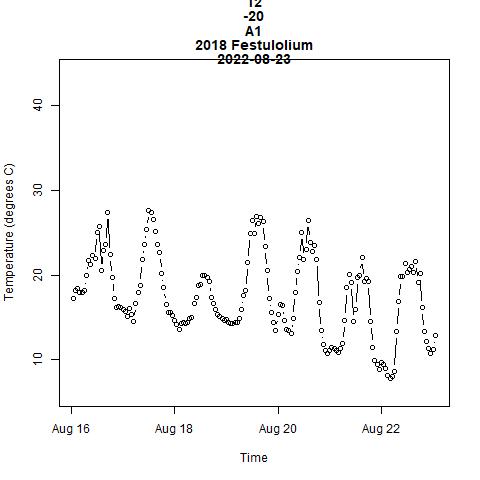 T2
-20
A1
2018 Festulolium
2022-08-23
Temperature (degrees C)
40
30
20
10
Aug 16
Aug 18
Aug 20
Aug 22
Time